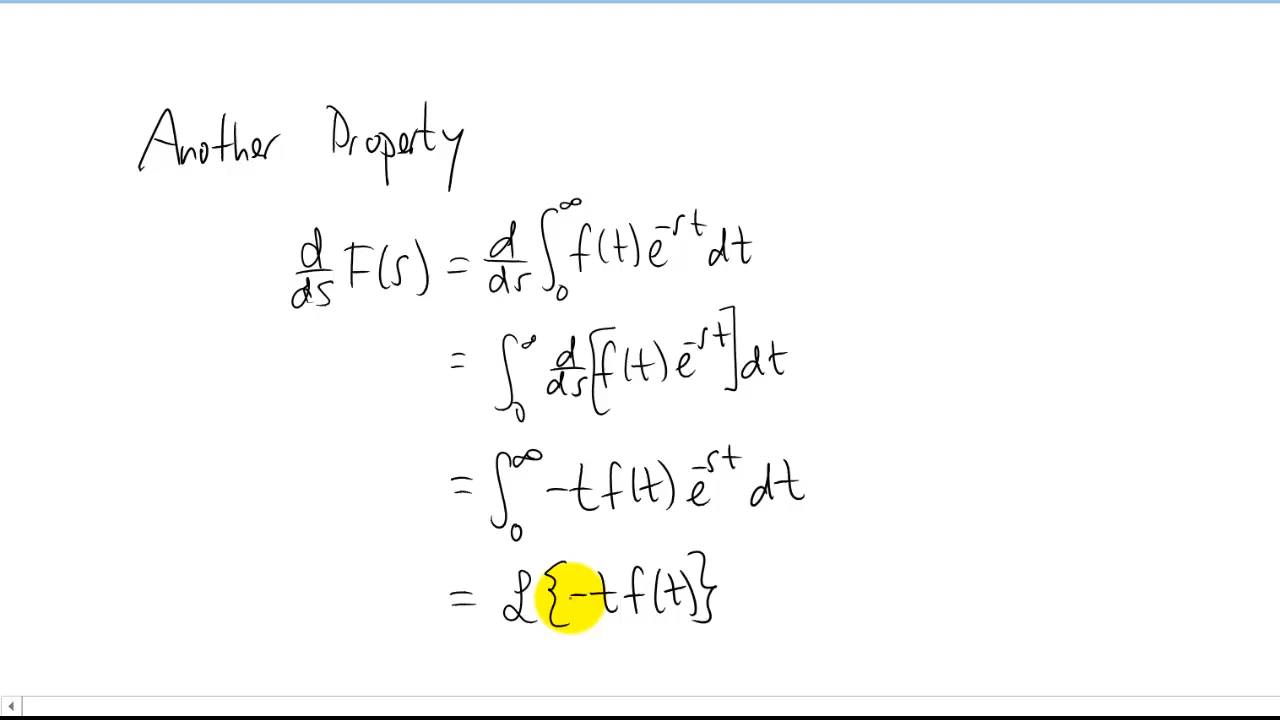 Another Property
d/ds F(s) = d/ds ∫₀^∞ f(t) e^{-st} dt
= ∫₀^∞ d/ds [f(t) e^{-st}] dt
= ∫₀^∞ -t f(t) e^{-st} dt
= ℒ{-t f(t)}